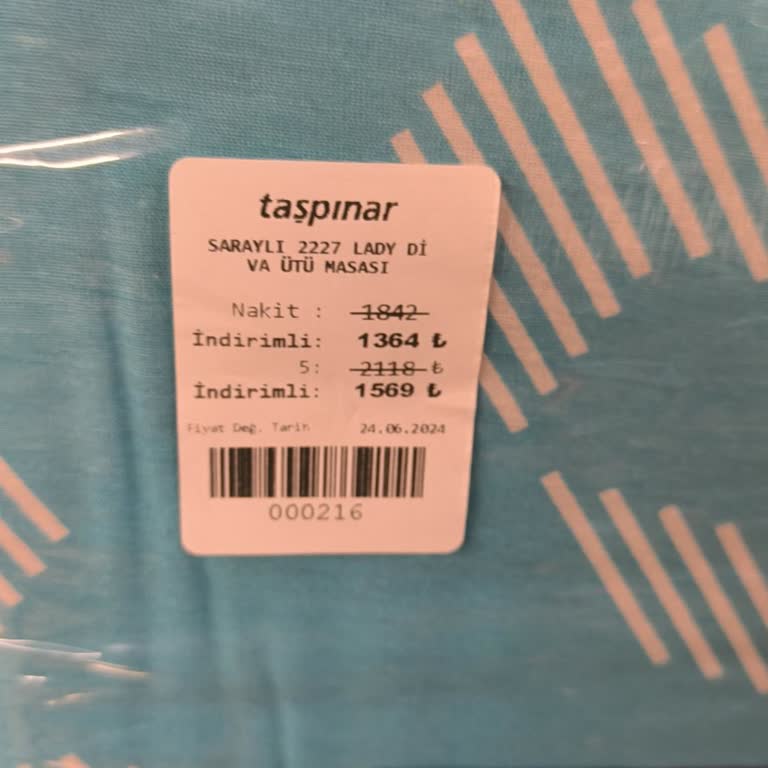 taşpınar
SARAYLI 2227 LADY Dİ
VA ÜTÜ MASASI
Nakit : 1842
İndirimli: 1364 ₺
5: 2118 ₺
İndirimli: 1569 ₺
Fiyat Değ. Tarih 24.06.2024
000216